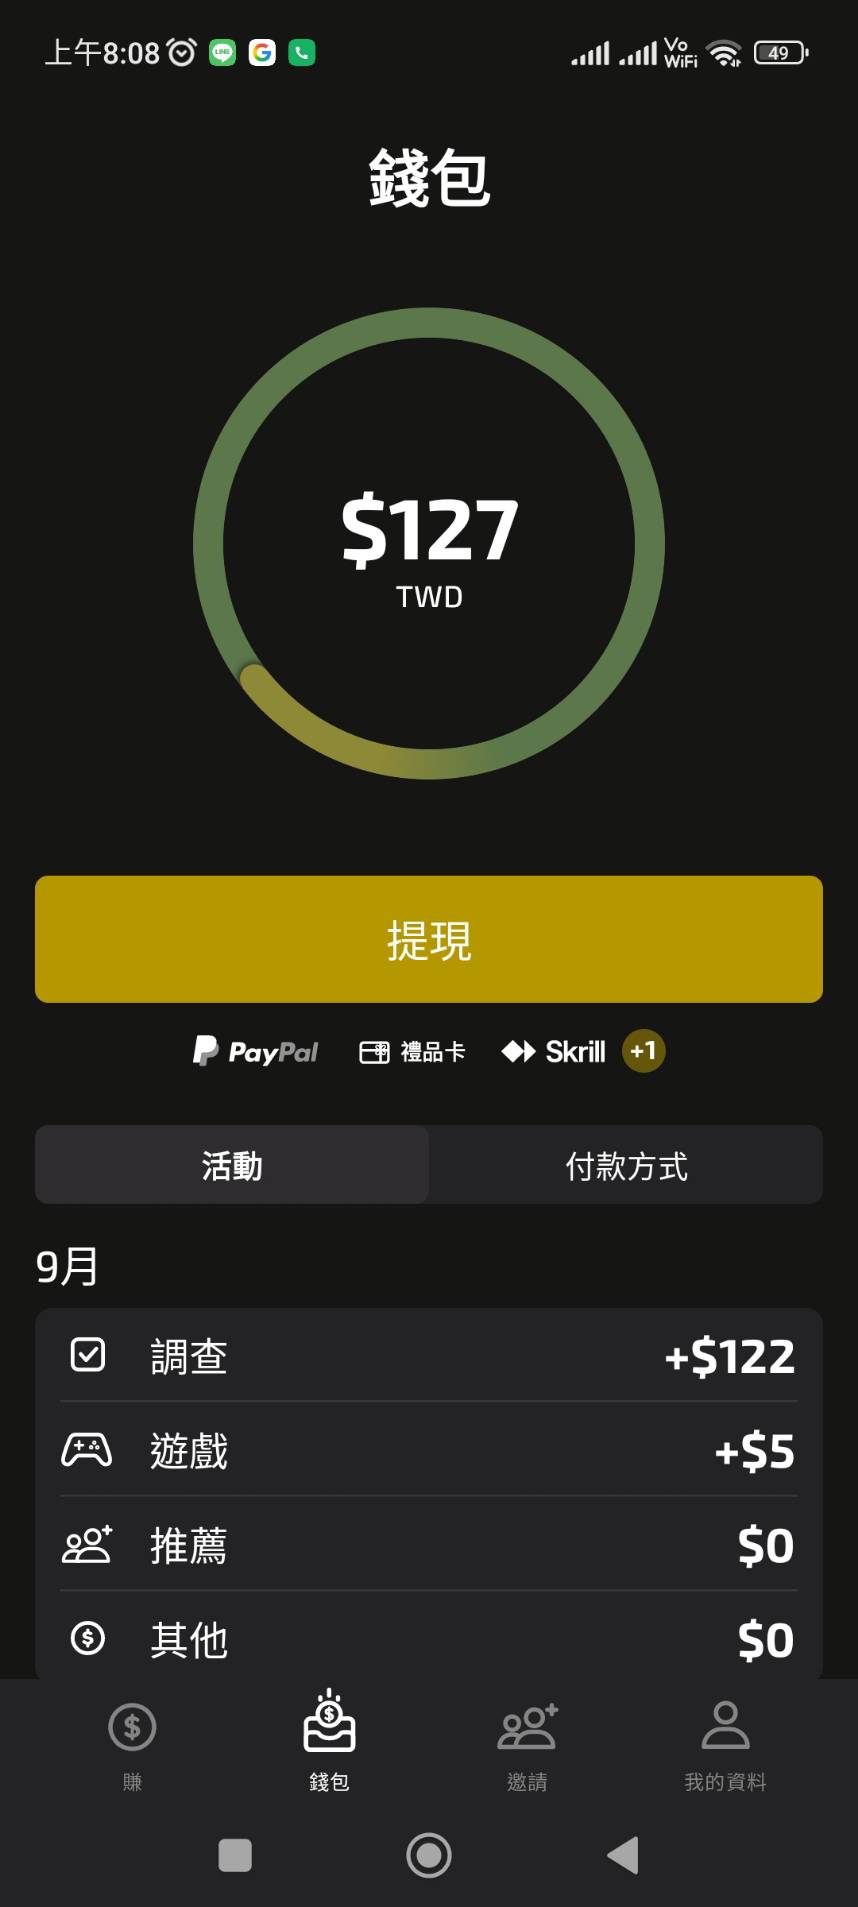 上午8:08 LINE G Vo WiFi 49
錢包
$127
TWD
提現
PayPal 禮品卡 Skrill +1
活動 付款方式
9月
調查 +$122
遊戲 +$5
推薦 $0
其他 $0
賺 錢包 邀請 我的資料